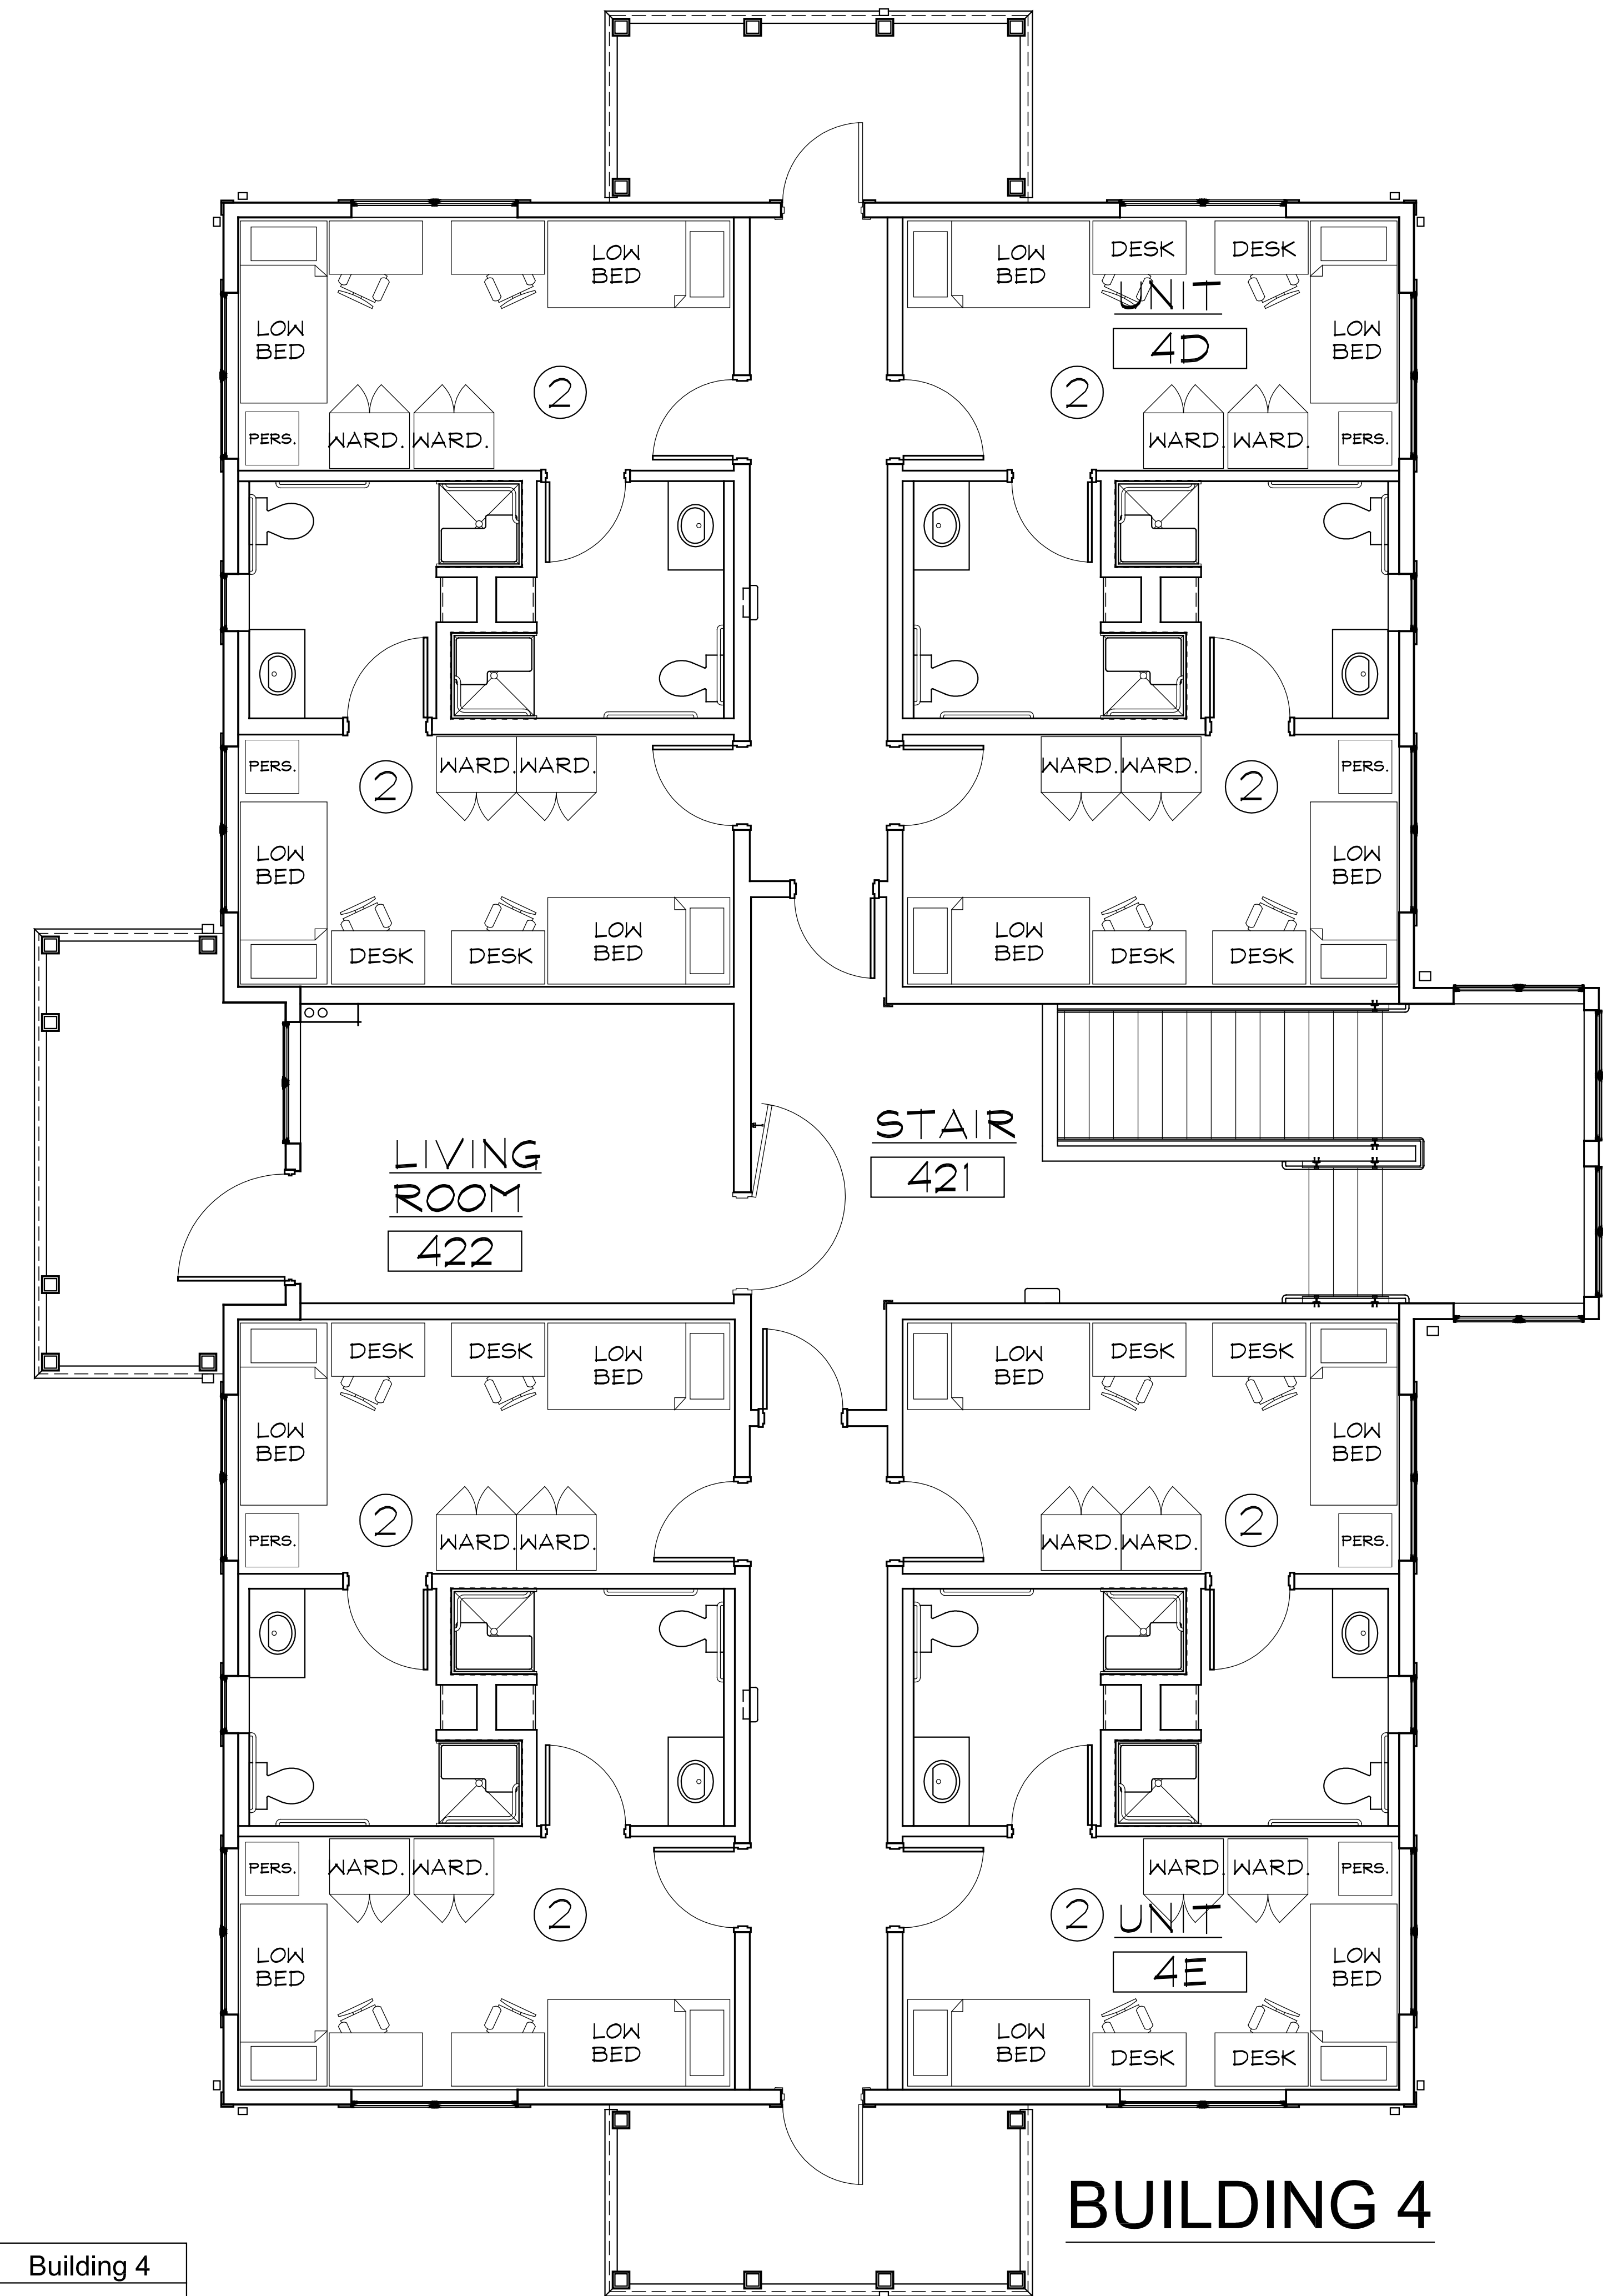 LOW
BED
LOW
BED
DESK
DESK
UNIT
4D
LOW
BED
LOW
BED
2
2
PERS.
WARD.
WARD.
WARD.
WARD.
PERS.
PERS.
2
WARD.
WARD.
WARD.
WARD.
2
PERS.
LOW
BED
LOW
BED
DESK
DESK
LOW
BED
LOW
BED
DESK
DESK
STAIR
421
LIVING
ROOM
422
DESK
DESK
LOW
BED
LOW
BED
DESK
DESK
LOW
BED
LOW
BED
2
2
PERS.
WARD.
WARD.
WARD.
WARD.
PERS.
PERS.
WARD.
WARD.
WARD.
WARD.
PERS.
2
2
UNIT
4E
LOW
BED
LOW
BED
LOW
BED
LOW
BED
DESK
DESK
BUILDING 4
Building 4